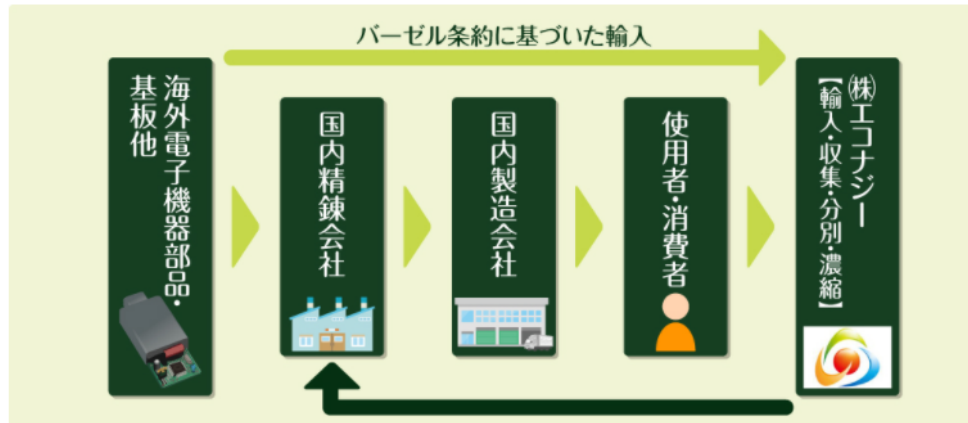 バーゼル条約に基づいた輸入
海外電子機器部品・
基板他
国内精錬会社
国内製造会社
使用者・消費者
㈱エコナジー
【輸入・収集・分別・濃縮】